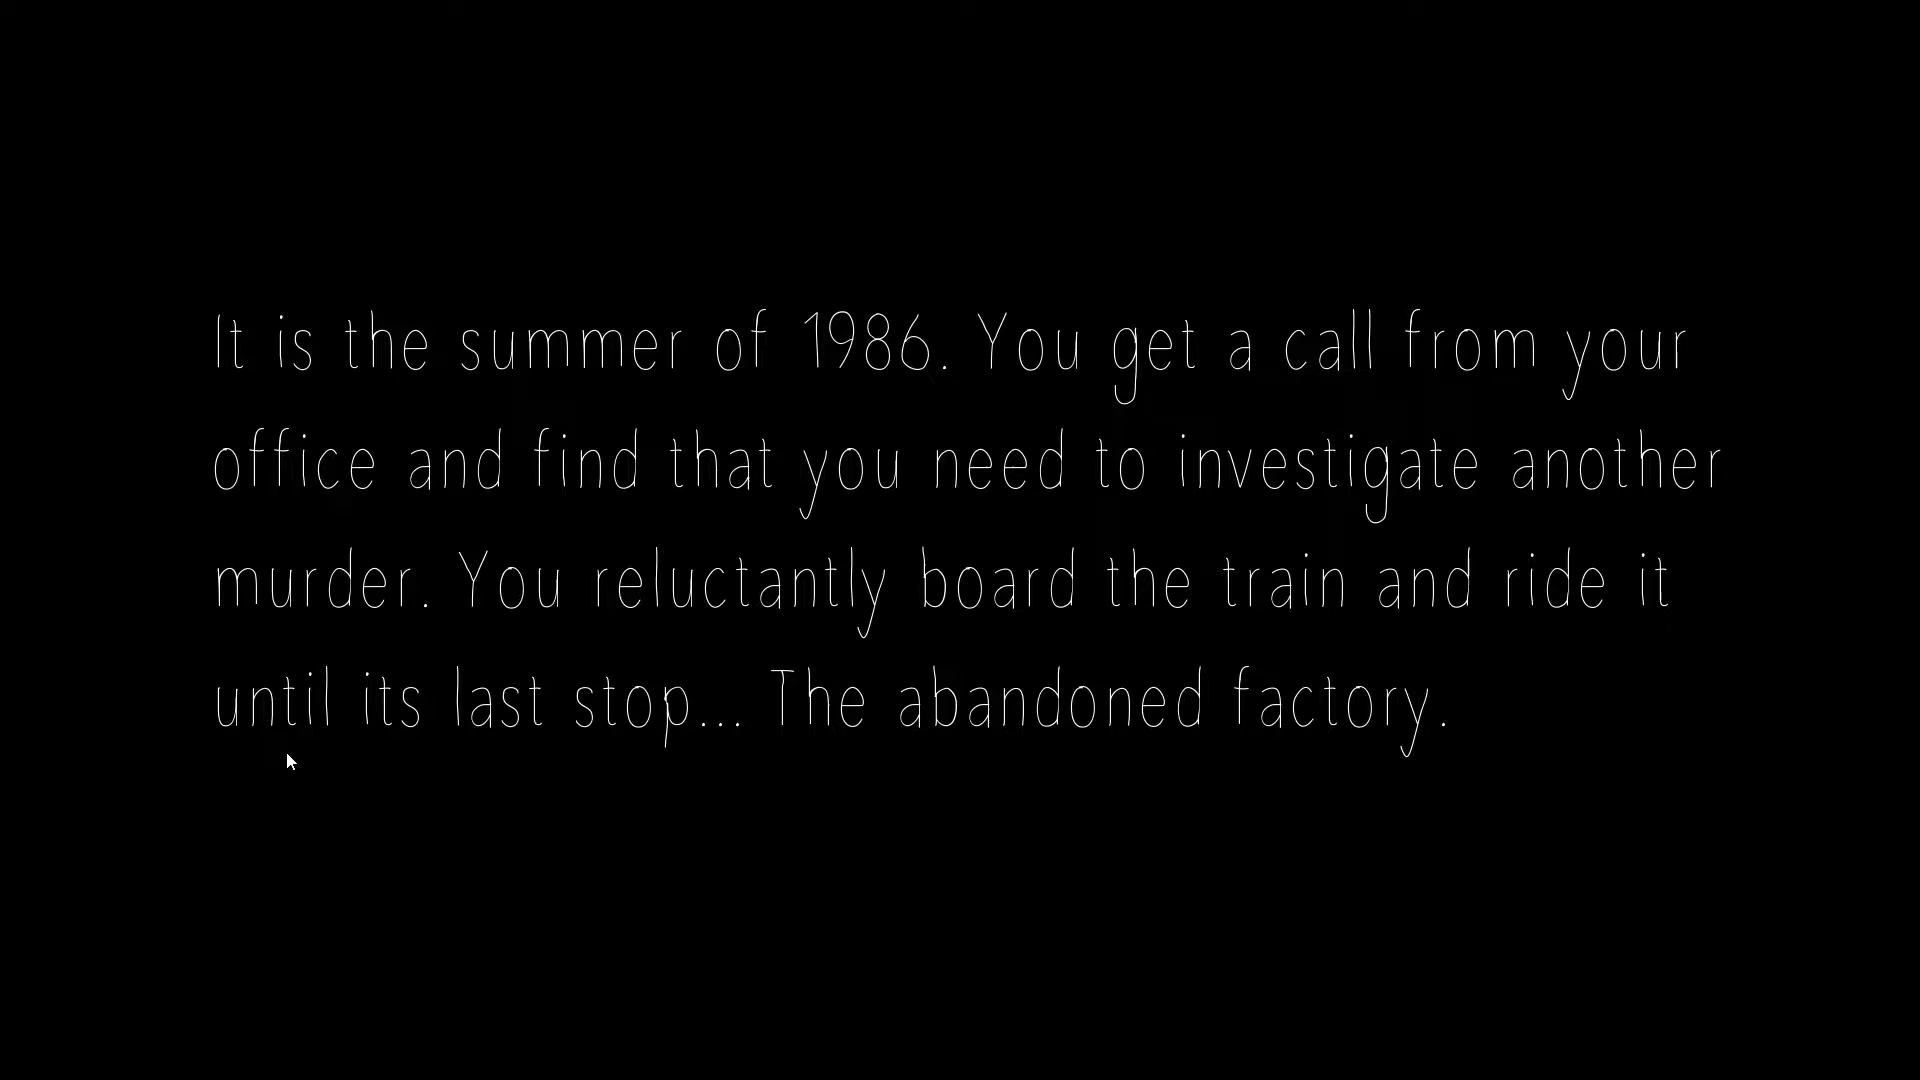 It is the summer of 1986. You get a call from your
office and find that you need to investigate another
murder. You reluctantly board the train and ride it
until its last stop... The abandoned factory.